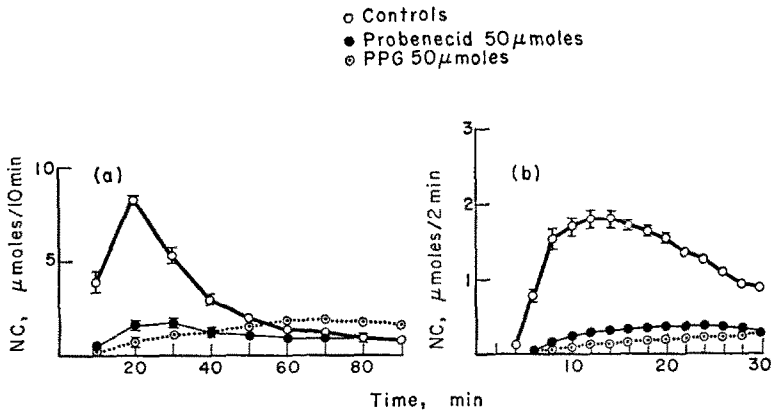 Controls
Probenecid 50 μmoles
PPG 50 μmoles
NC, μmoles/10 min
10
5
(a)
20
40
60
80
NC, μmoles/2 min
3
2
1
(b)
10
20
30
Time, min